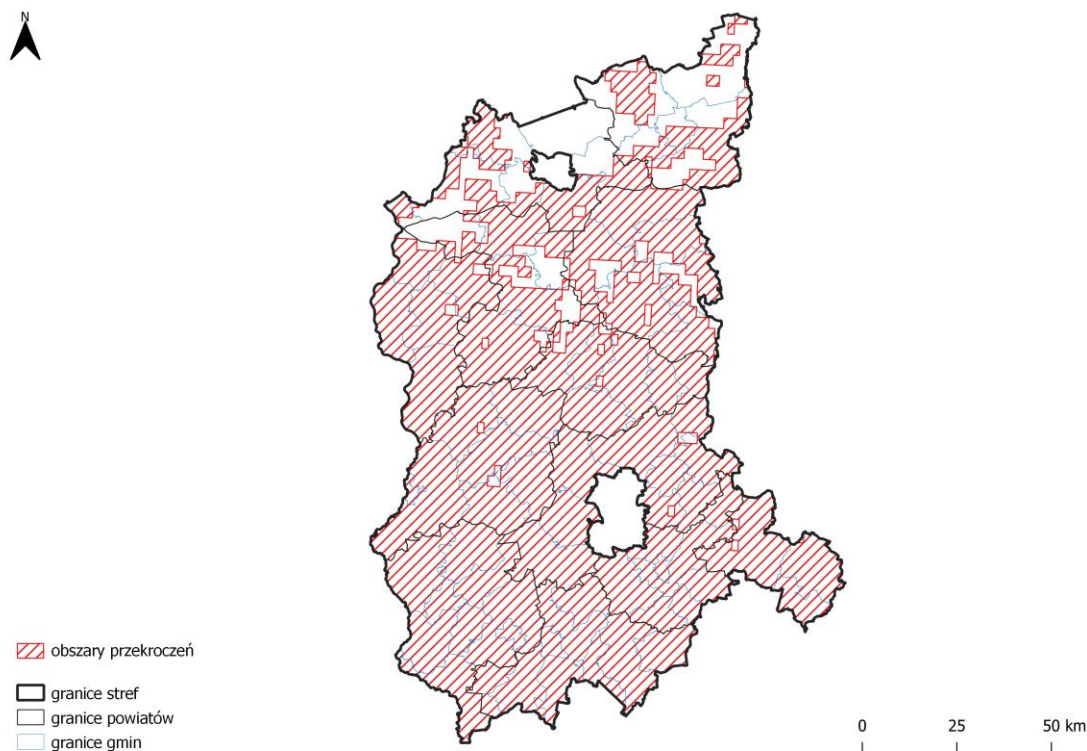 N
obszary przekroczeń
granice stref
granice powiatów
granice gmin
0 25 50 km